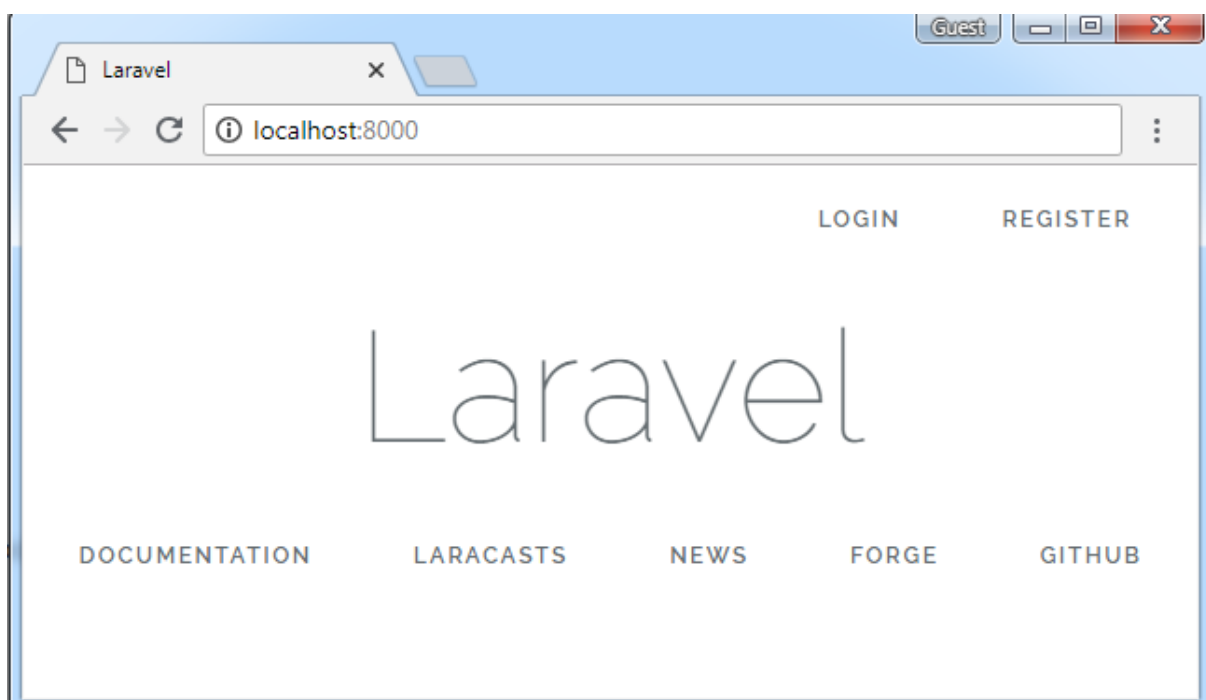 Guest
Laravel
localhost:8000
LOGIN REGISTER
Laravel
DOCUMENTATION LARACASTS NEWS FORGE GITHUB